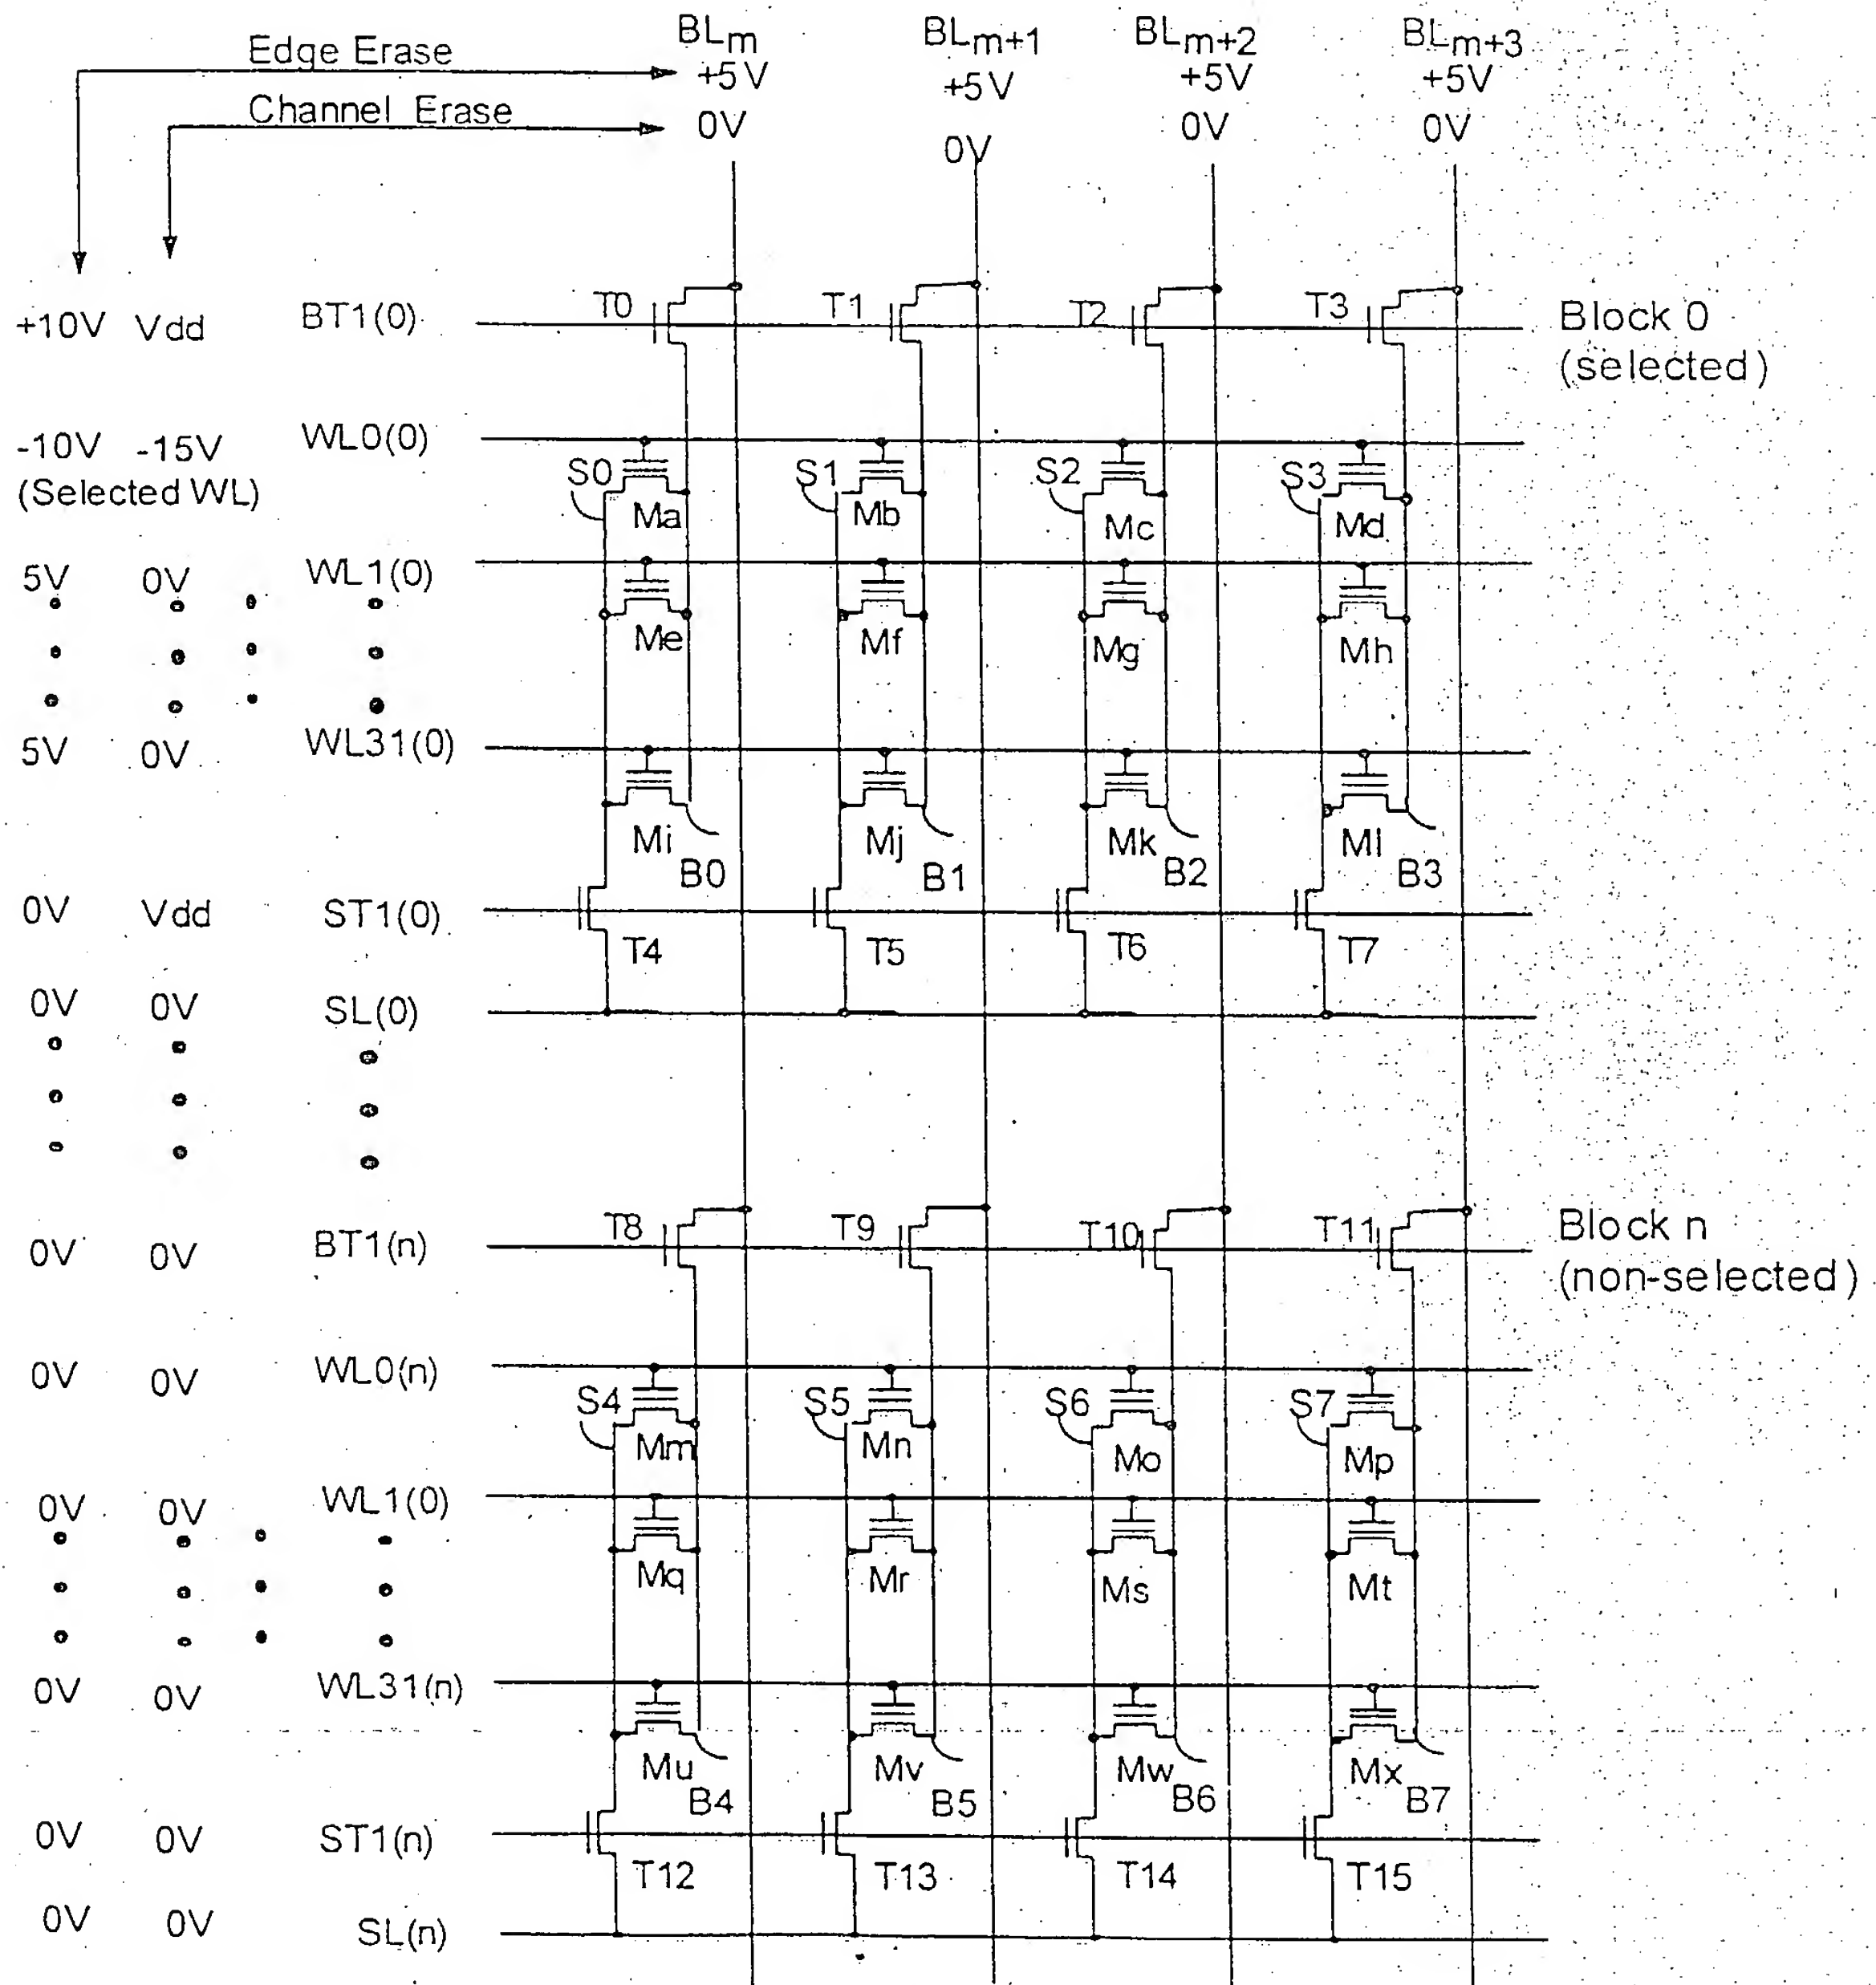 Edge Erase BLm BLm+1 BLm+2 BLm+3
+5V +5V +5V +5V
Channel Erase 0V 0V 0V 0V
+10V Vdd BT1(0) T0 T1 T2 T3 Block 0
(selected)
-10V -15V WL0(0)
(Selected WL) S0 S1 S2 S3
Ma Mb Mc Md
5V 0V WL1(0)
Me Mf Mg Mh
5V 0V WL31(0)
Mi Mj Mk Ml
B0 B1 B2 B3
0V Vdd ST1(0)
T4 T5 T6 T7
0V 0V SL(0)
T8 T9 T10 T11 Block n
0V 0V BT1(n) (non-selected)
0V 0V WL0(n)
S4 S5 S6 S7
Mm Mn Mo Mp
0V 0V WL1(0)
Mq Mr Ms Mt
0V 0V WL31(n)
Mu Mv Mw Mx
B4 B5 B6 B7
0V 0V ST1(n)
T12 T13 T14 T15
0V 0V SL(n)